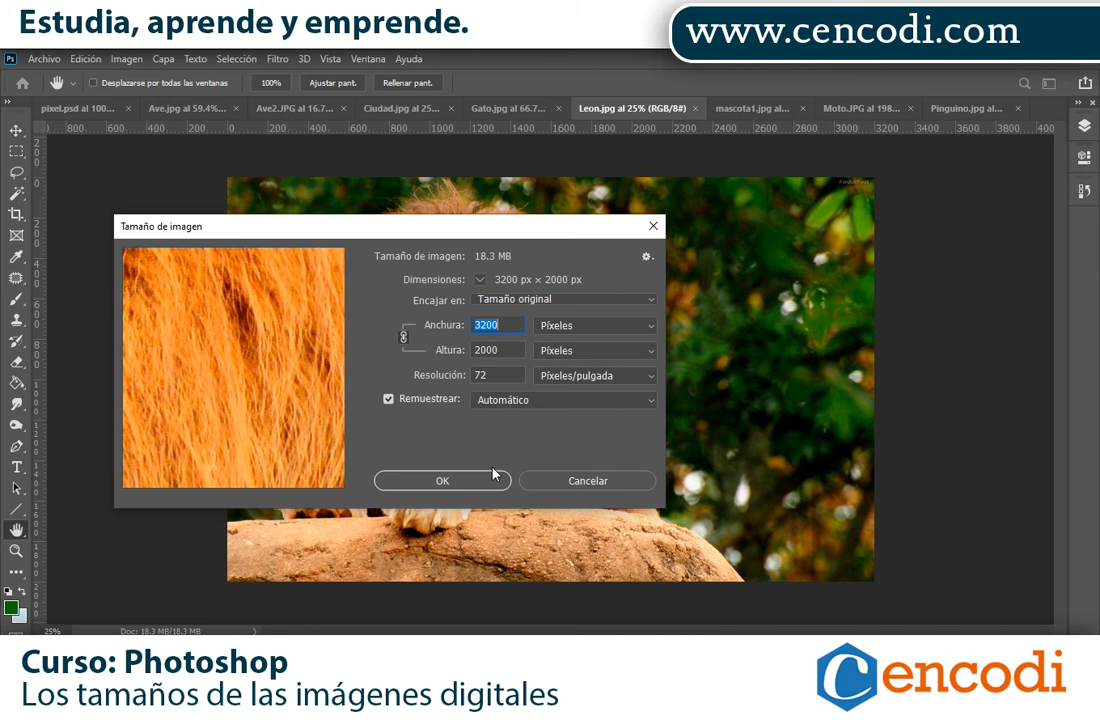 Estudia, aprende y emprende.
www.cencodi.com
Ps Archivo Edición Imagen Capa Texto Selección Filtro 3D Vista Ventana Ayuda
Desplazarse por todas las ventanas 100% Ajustar pant. Rellenar pant.
pixel.psd al 100... × Ave.jpg al 59.4%... × Ave2.JPG al 16.7... × Ciudad.jpg al 25... × Gato.jpg al 66.7... × Leon.jpg al 25% (RGB/8#) × mascota1.jpg al... × Moto.JPG al 198... × Pinguino.jpg al... ×
800 600 400 200 0 200 400 600 800 1000 1200 1400 1600 1800 2000 2200 2400 2600 2800 3000 3200 3400 3600 3800 400
Tamaño de imagen
Tamaño de imagen: 18.3 MB
Dimensiones: 3200 px × 2000 px
Encajar en: Tamaño original
Anchura: 3200 Píxeles
Altura: 2000 Píxeles
Resolución: 72 Píxeles/pulgada
Remuestrear: Automático
OK Cancelar
25% Doc: 18.3 MB/18.3 MB
Curso: Photoshop
Los tamaños de las imágenes digitales
Cencodi